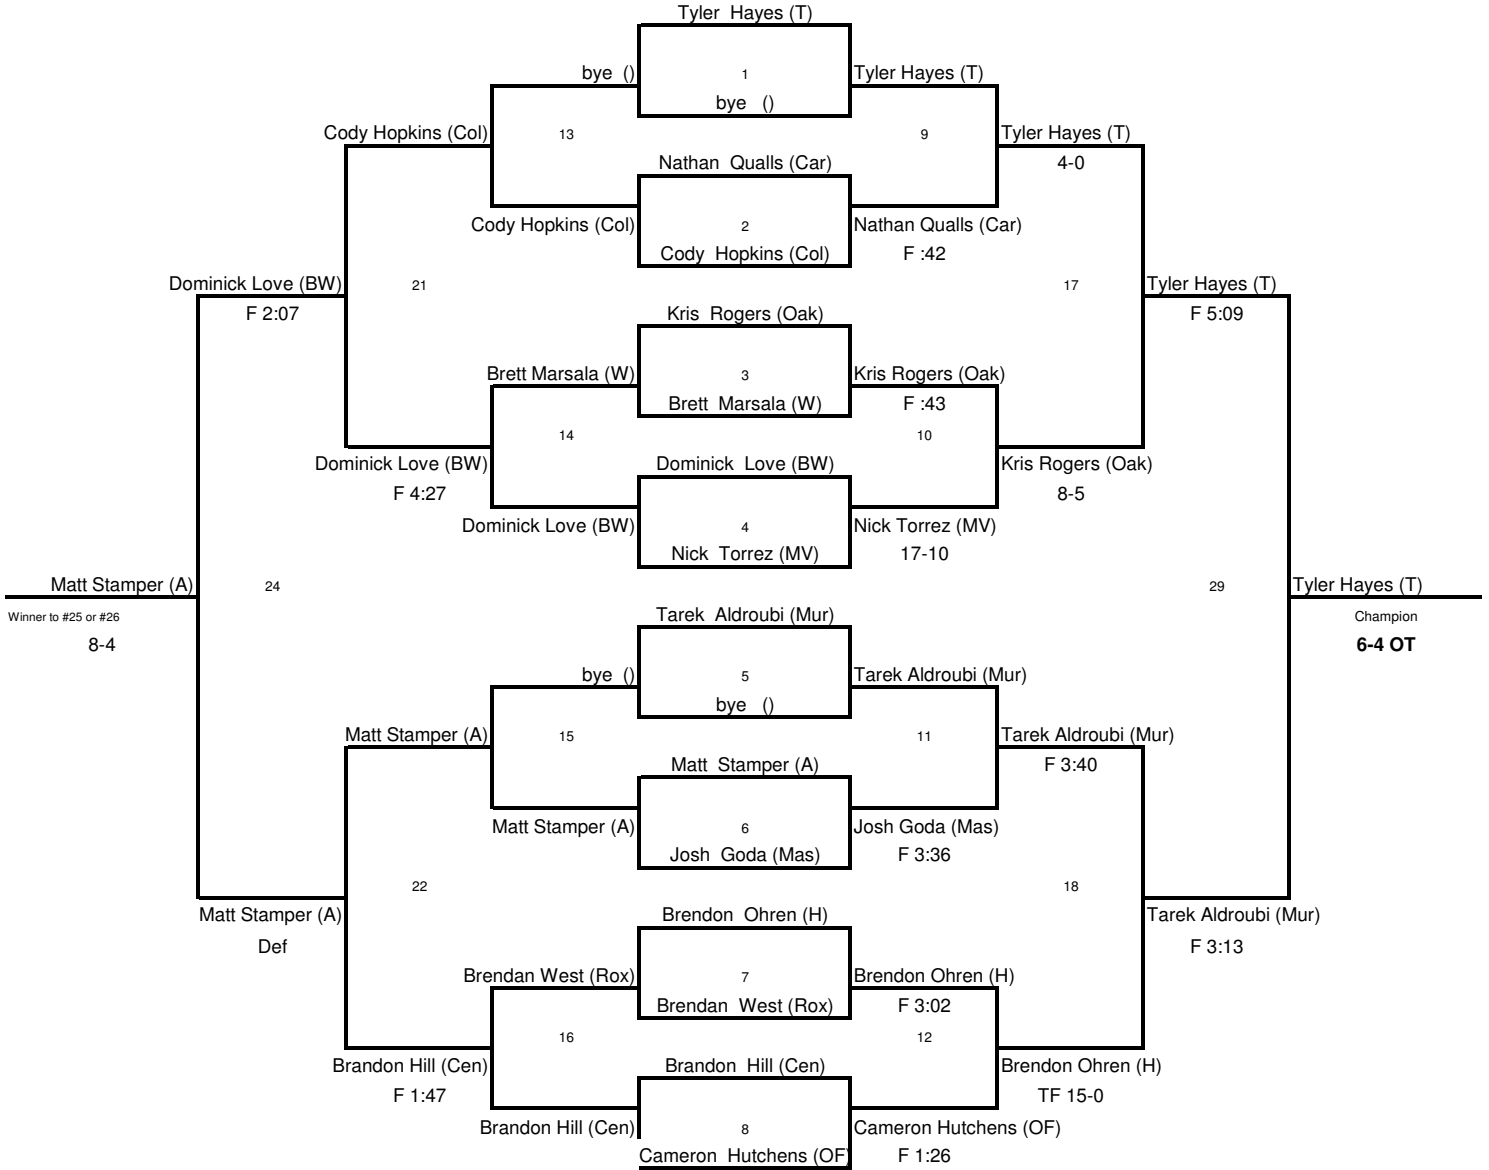 Tyler Hayes (T)
bye ()
1
Tyler Hayes (T)
bye ()
Cody Hopkins (Col)
13
9
Tyler Hayes (T)
Nathan Qualls (Car)
4-0
Cody Hopkins (Col)
2
Nathan Qualls (Car)
Cody Hopkins (Col)
F :42
Dominick Love (BW)
21
17
Tyler Hayes (T)
F 2:07
Kris Rogers (Oak)
F 5:09
Brett Marsala (W)
3
Kris Rogers (Oak)
Brett Marsala (W)
F :43
14
10
Dominick Love (BW)
Dominick Love (BW)
Kris Rogers (Oak)
F 4:27
8-5
Dominick Love (BW)
4
Nick Torrez (MV)
Nick Torrez (MV)
17-10
Matt Stamper (A)
24
29
Tyler Hayes (T)
Winner to #25 or #26
Tarek Aldroubi (Mur)
Champion
8-4
6-4 OT
bye ()
5
Tarek Aldroubi (Mur)
bye ()
Matt Stamper (A)
15
11
Tarek Aldroubi (Mur)
Matt Stamper (A)
F 3:40
Matt Stamper (A)
6
Josh Goda (Mas)
Josh Goda (Mas)
F 3:36
22
18
Matt Stamper (A)
Brendon Ohren (H)
Tarek Aldroubi (Mur)
Def
F 3:13
Brendan West (Rox)
7
Brendon Ohren (H)
Brendan West (Rox)
F 3:02
16
12
Brandon Hill (Cen)
Brandon Hill (Cen)
Brendon Ohren (H)
F 1:47
TF 15-0
Brandon Hill (Cen)
8
Cameron Hutchens (OF)
Cameron Hutchens (OF)
F 1:26